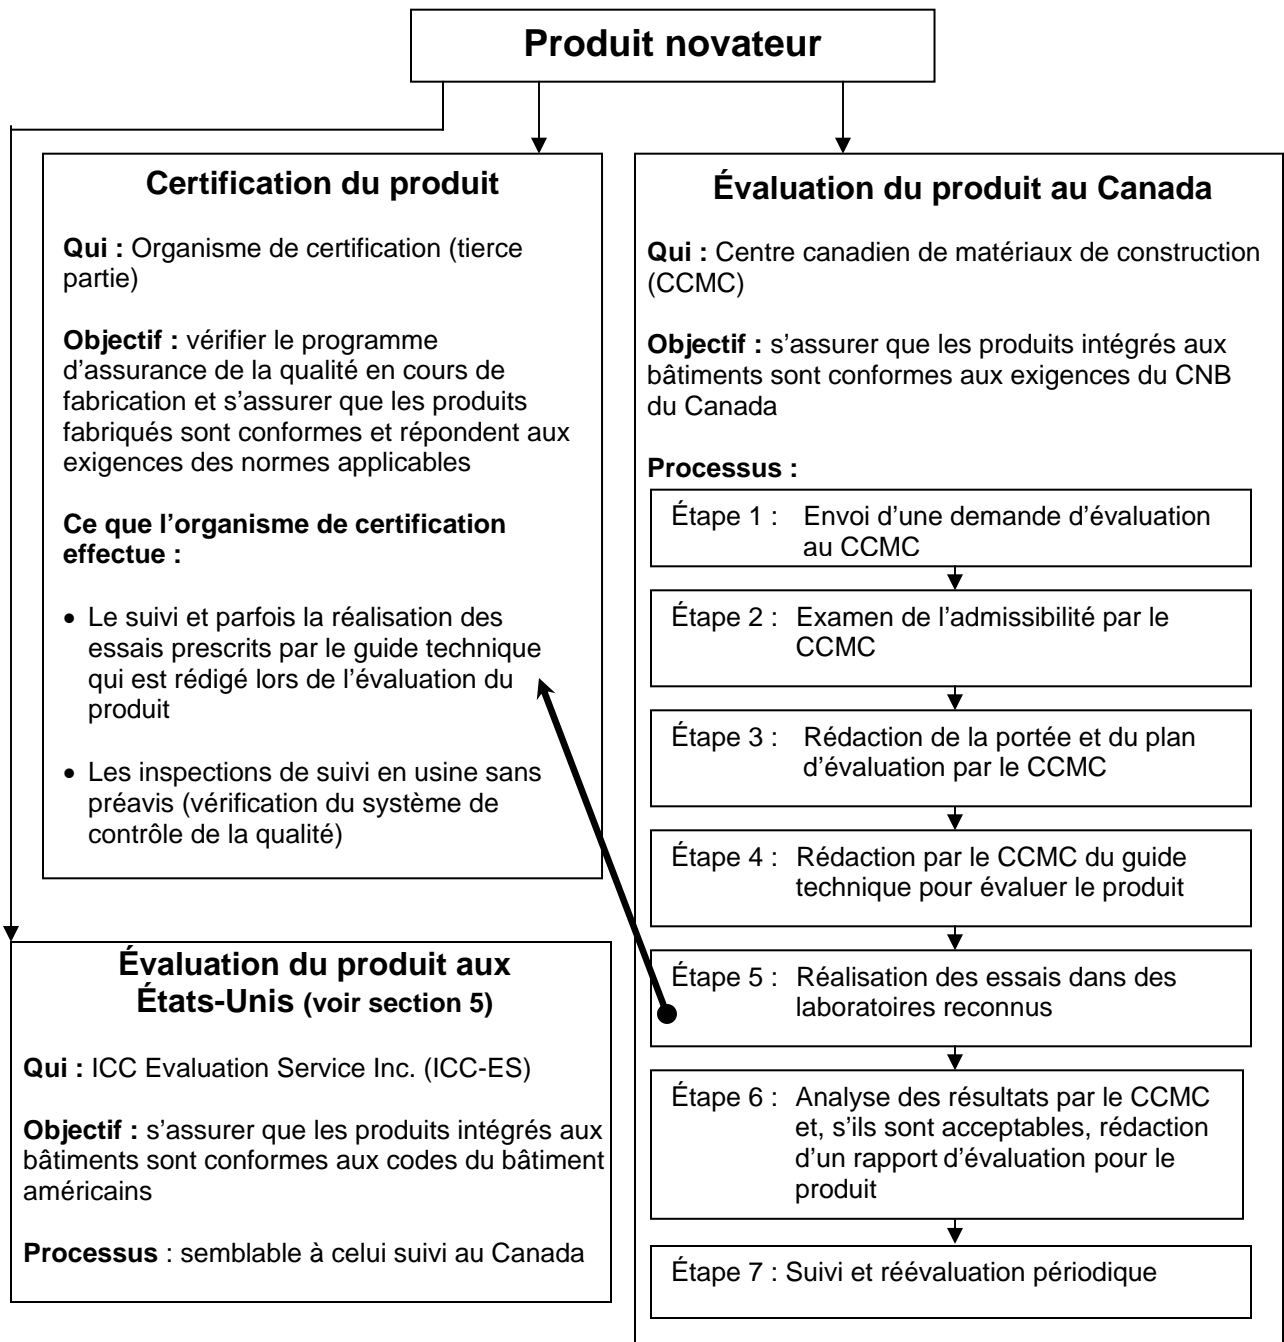 Produit novateur
Certification du produit
Qui : Organisme de certification (tierce
partie)
Objectif : vérifier le programme
d'assurance de la qualité en cours de
fabrication et s'assurer que les produits
fabriqués sont conformes et répondent aux
exigences des normes applicables
Ce que l'organisme de certification
effectue :
• Le suivi et parfois la réalisation des
essais prescrits par le guide technique
qui est rédigé lors de l'évaluation du
produit
• Les inspections de suivi en usine sans
préavis (vérification du système de
contrôle de la qualité)
Évaluation du produit aux
États-Unis (voir section 5)
Qui : ICC Evaluation Service Inc. (ICC-ES)
Objectif : s'assurer que les produits intégrés aux
bâtiments sont conformes aux codes du bâtiment
américains
Processus : semblable à celui suivi au Canada
Évaluation du produit au Canada
Qui : Centre canadien de matériaux de construction
(CCMC)
Objectif : s'assurer que les produits intégrés aux
bâtiments sont conformes aux exigences du CNB
du Canada
Processus :
Étape 1 : Envoi d'une demande d'évaluation
au CCMC
Étape 2 : Examen de l'admissibilité par le
CCMC
Étape 3 : Rédaction de la portée et du plan
d'évaluation par le CCMC
Étape 4 : Rédaction par le CCMC du guide
technique pour évaluer le produit
Étape 5 : Réalisation des essais dans des
laboratoires reconnus
Étape 6 : Analyse des résultats par le CCMC
et, s'ils sont acceptables, rédaction
d'un rapport d'évaluation pour le
produit
Étape 7 : Suivi et réévaluation périodique